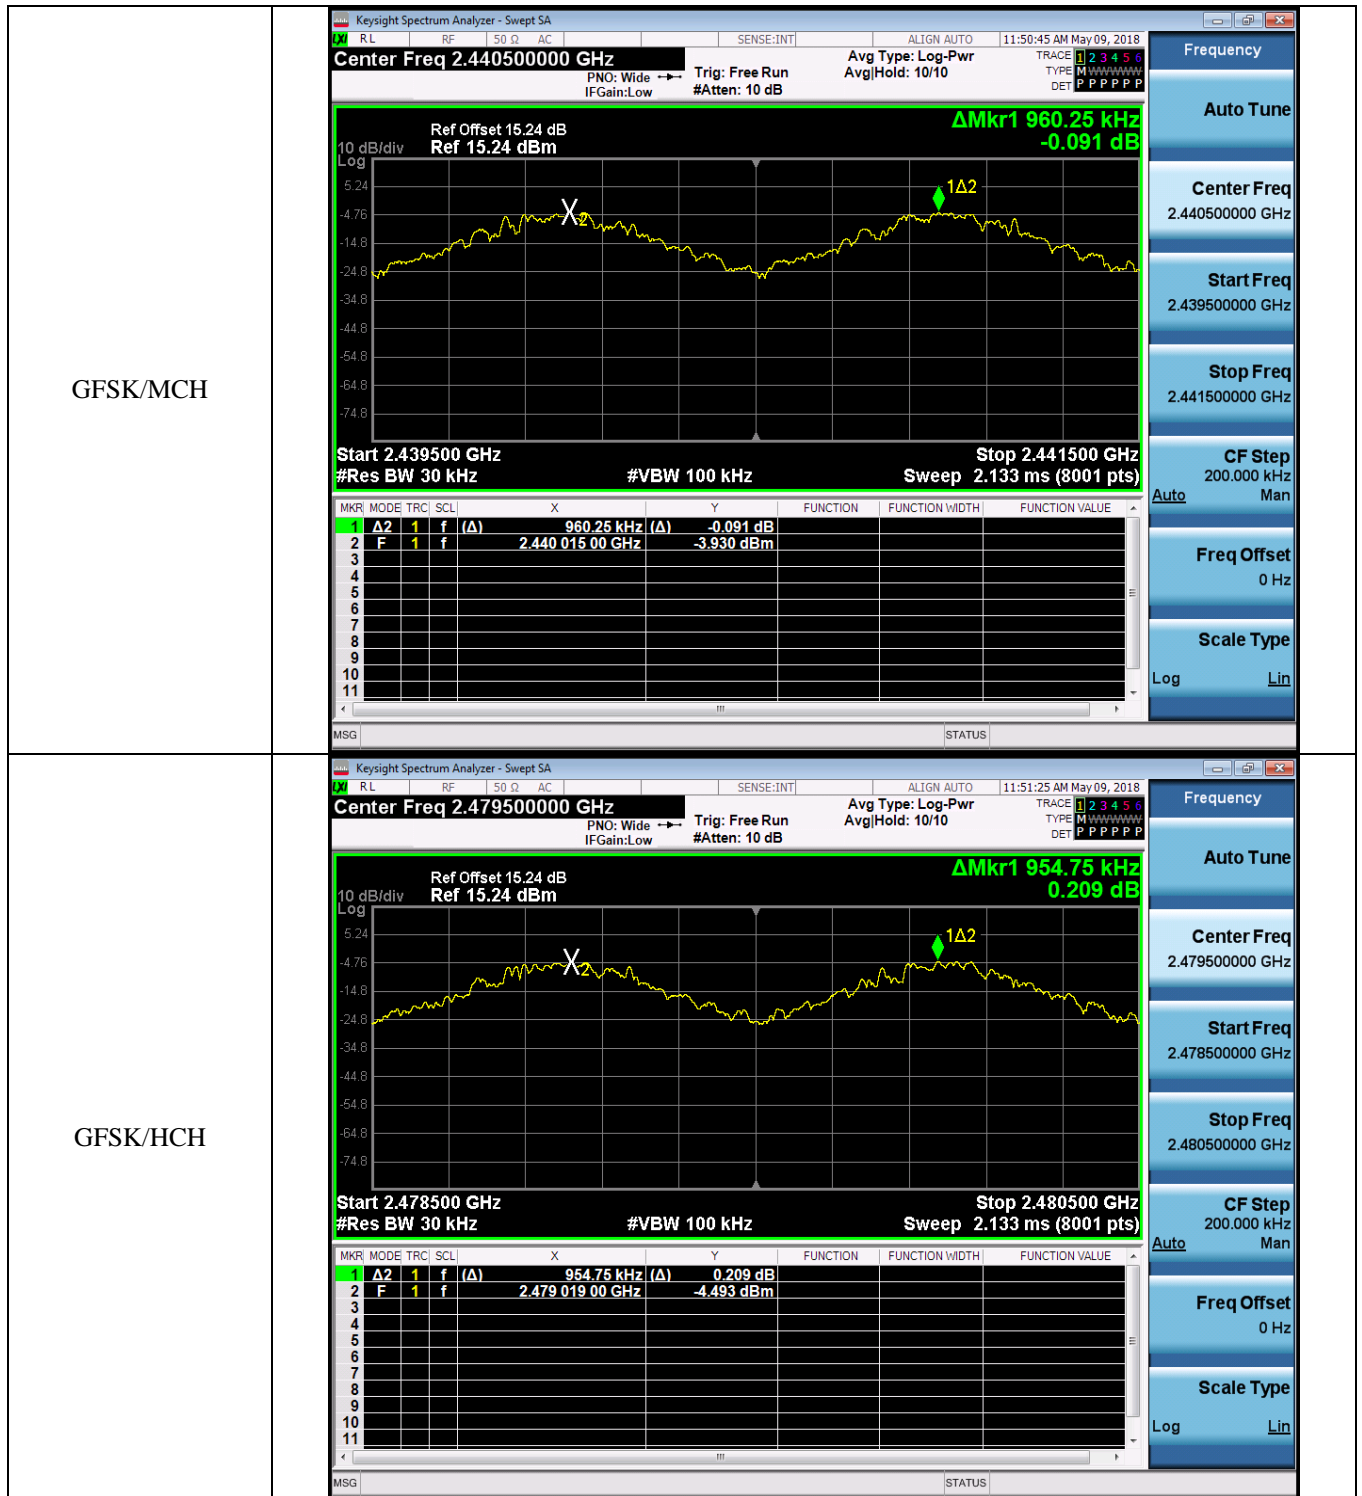 GFSK/MCH
Keysight Spectrum Analyzer - Swept SA
LXI RL RF 50 Ω AC SENSE:INT ALIGN AUTO 11:50:45 AM May 09, 2018
Center Freq 2.440500000 GHz Avg Type: Log-Pwr TRACE 1 2 3 4 5 6
PNO: Wide Trig: Free Run Avg|Hold: 10/10 TYPE M WWWWW
IFGain:Low #Atten: 10 dB DET P P P P P P
ΔMkr1 960.25 kHz
-0.091 dB
Ref Offset 15.24 dB
10 dB/div Ref 15.24 dBm
Log
5.24
-4.76
-14.8
-24.8
-34.8
-44.8
-54.8
-64.8
-74.8
1Δ2
X2
Start 2.439500 GHz Stop 2.441500 GHz
#Res BW 30 kHz #VBW 100 kHz Sweep 2.133 ms (8001 pts)
MKR MODE TRC SCL X Y FUNCTION FUNCTION WIDTH FUNCTION VALUE
1 Δ2 1 f (Δ) 960.25 kHz (Δ) -0.091 dB
2 F 1 f 2.440 015 00 GHz -3.930 dBm
3
4
5
6
7
8
9
10
11
MSG STATUS
Frequency
Auto Tune
Center Freq
2.440500000 GHz
Start Freq
2.439500000 GHz
Stop Freq
2.441500000 GHz
CF Step
200.000 kHz
Auto Man
Freq Offset
0 Hz
Scale Type
Log Lin
GFSK/HCH
Keysight Spectrum Analyzer - Swept SA
LXI RL RF 50 Ω AC SENSE:INT ALIGN AUTO 11:51:25 AM May 09, 2018
Center Freq 2.479500000 GHz Avg Type: Log-Pwr TRACE 1 2 3 4 5 6
PNO: Wide Trig: Free Run Avg|Hold: 10/10 TYPE M WWWWW
IFGain:Low #Atten: 10 dB DET P P P P P P
ΔMkr1 954.75 kHz
0.209 dB
Ref Offset 15.24 dB
10 dB/div Ref 15.24 dBm
Log
5.24
-4.76
-14.8
-24.8
-34.8
-44.8
-54.8
-64.8
-74.8
1Δ2
X2
Start 2.478500 GHz Stop 2.480500 GHz
#Res BW 30 kHz #VBW 100 kHz Sweep 2.133 ms (8001 pts)
MKR MODE TRC SCL X Y FUNCTION FUNCTION WIDTH FUNCTION VALUE
1 Δ2 1 f (Δ) 954.75 kHz (Δ) 0.209 dB
2 F 1 f 2.479 019 00 GHz -4.493 dBm
3
4
5
6
7
8
9
10
11
MSG STATUS
Frequency
Auto Tune
Center Freq
2.479500000 GHz
Start Freq
2.478500000 GHz
Stop Freq
2.480500000 GHz
CF Step
200.000 kHz
Auto Man
Freq Offset
0 Hz
Scale Type
Log Lin